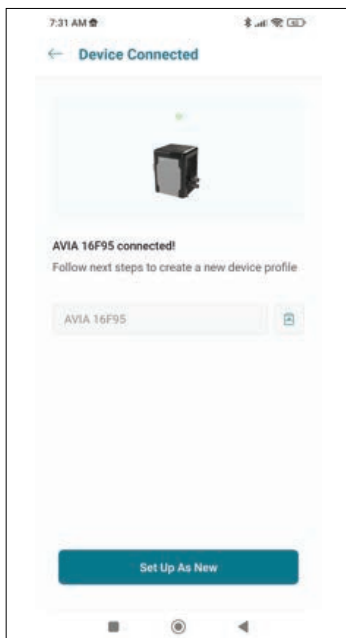 7:31 AM
Device Connected
AVIA 16F95 connected!
Follow next steps to create a new device profile
AVIA 16F95
Set Up As New